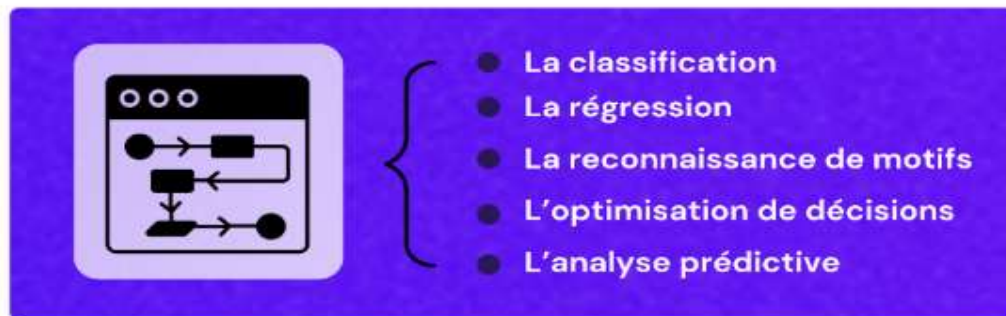 La classification
La régression
La reconnaissance de motifs
L'optimisation de décisions
L'analyse prédictive